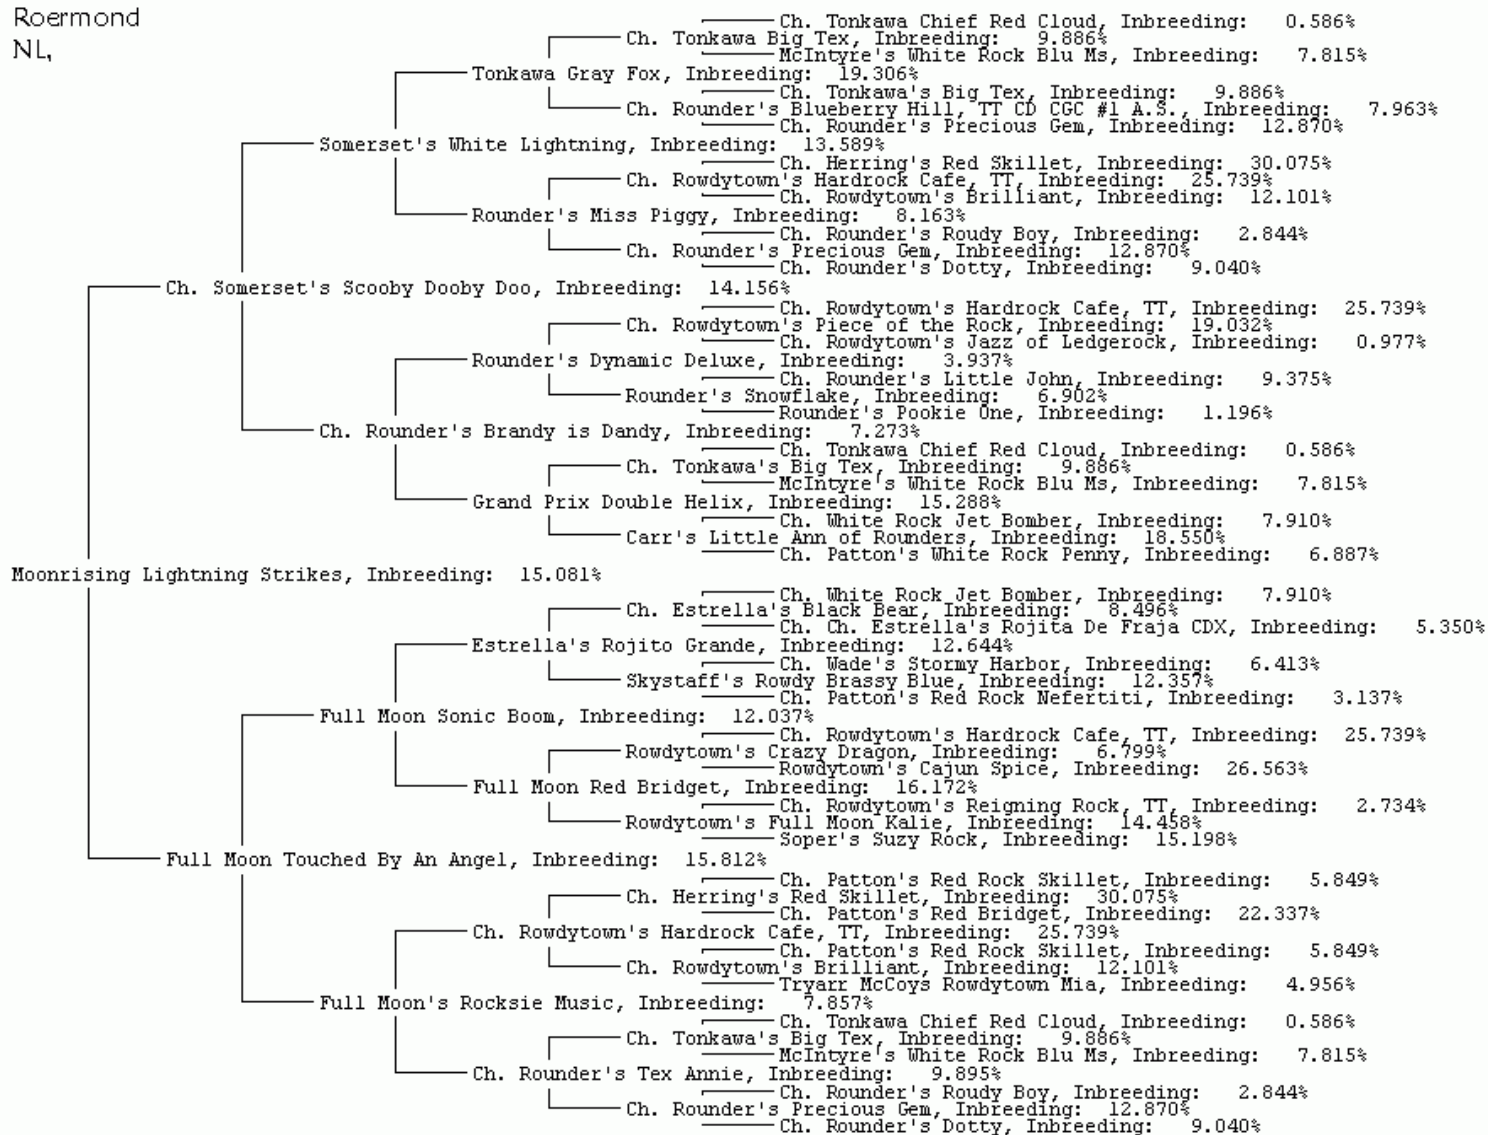 Roermond
NL,
Ch. Tonkawa Chief Red Cloud, Inbreeding: 0.586%
Ch. Tonkawa Big Tex, Inbreeding: 9.886%
McIntyre's White Rock Blu Ms, Inbreeding: 7.815%
Tonkawa Gray Fox, Inbreeding: 19.306%
Ch. Tonkawa's Big Tex, Inbreeding: 9.886%
Ch. Rounder's Blueberry Hill, TT CD CGC #1 A.S., Inbreeding: 7.963%
Ch. Rounder's Precious Gem, Inbreeding: 12.870%
Somerset's White Lightning, Inbreeding: 13.589%
Ch. Herring's Red Skillet, Inbreeding: 30.075%
Ch. Rowdytown's Hardrock Cafe, TT, Inbreeding: 25.739%
Ch. Rowdytown's Brilliant, Inbreeding: 12.101%
Rounder's Miss Piggy, Inbreeding: 8.163%
Ch. Rounder's Roudy Boy, Inbreeding: 2.844%
Ch. Rounder's Precious Gem, Inbreeding: 12.870%
Ch. Rounder's Dotty, Inbreeding: 9.040%
Ch. Somerset's Scooby Dooby Doo, Inbreeding: 14.156%
Ch. Rowdytown's Hardrock Cafe, TT, Inbreeding: 25.739%
Ch. Rowdytown's Piece of the Rock, Inbreeding: 19.032%
Ch. Rowdytown's Jazz of Ledgerock, Inbreeding: 0.977%
Rounder's Dynamic Deluxe, Inbreeding: 3.937%
Ch. Rounder's Little John, Inbreeding: 9.375%
Rounder's Snowflake, Inbreeding: 6.902%
Rounder's Pookie One, Inbreeding: 1.196%
Ch. Rounder's Brandy is Dandy, Inbreeding: 7.273%
Ch. Tonkawa Chief Red Cloud, Inbreeding: 0.586%
Ch. Tonkawa's Big Tex, Inbreeding: 9.886%
McIntyre's White Rock Blu Ms, Inbreeding: 7.815%
Grand Prix Double Helix, Inbreeding: 15.288%
Ch. White Rock Jet Bomber, Inbreeding: 7.910%
Carr's Little Ann of Rounders, Inbreeding: 18.550%
Ch. Patton's White Rock Penny, Inbreeding: 6.887%
Moonrising Lightning Strikes, Inbreeding: 15.081%
Ch. White Rock Jet Bomber, Inbreeding: 7.910%
Ch. Estrella's Black Bear, Inbreeding: 8.496%
Ch. Ch. Estrella's Rojita De Fraja CDX, Inbreeding: 5.350%
Estrella's Rojito Grande, Inbreeding: 12.644%
Ch. Wade's Stormy Harbor, Inbreeding: 6.413%
Skystaff's Rowdy Brassy Blue, Inbreeding: 12.357%
Ch. Patton's Red Rock Nefertiti, Inbreeding: 3.137%
Full Moon Sonic Boom, Inbreeding: 12.037%
Ch. Rowdytown's Hardrock Cafe, TT, Inbreeding: 25.739%
Rowdytown's Crazy Dragon, Inbreeding: 6.799%
Rowdytown's Cajun Spice, Inbreeding: 26.563%
Full Moon Red Bridget, Inbreeding: 16.172%
Ch. Rowdytown's Reigning Rock, TT, Inbreeding: 2.734%
Rowdytown's Full Moon Kalie, Inbreeding: 14.458%
Soper's Suzy Rock, Inbreeding: 15.198%
Full Moon Touched By An Angel, Inbreeding: 15.812%
Ch. Patton's Red Rock Skillet, Inbreeding: 5.849%
Ch. Herring's Red Skillet, Inbreeding: 30.075%
Ch. Patton's Red Bridget, Inbreeding: 22.337%
Ch. Rowdytown's Hardrock Cafe, TT, Inbreeding: 25.739%
Ch. Patton's Red Rock Skillet, Inbreeding: 5.849%
Ch. Rowdytown's Brilliant, Inbreeding: 12.101%
Tryarr McCoys Rowdytown Mia, Inbreeding: 4.956%
Full Moon's Rocksie Music, Inbreeding: 7.857%
Ch. Tonkawa Chief Red Cloud, Inbreeding: 0.586%
Ch. Tonkawa's Big Tex, Inbreeding: 9.886%
McIntyre's White Rock Blu Ms, Inbreeding: 7.815%
Ch. Rounder's Tex Annie, Inbreeding: 9.895%
Ch. Rounder's Roudy Boy, Inbreeding: 2.844%
Ch. Rounder's Precious Gem, Inbreeding: 12.870%
Ch. Rounder's Dotty, Inbreeding: 9.040%